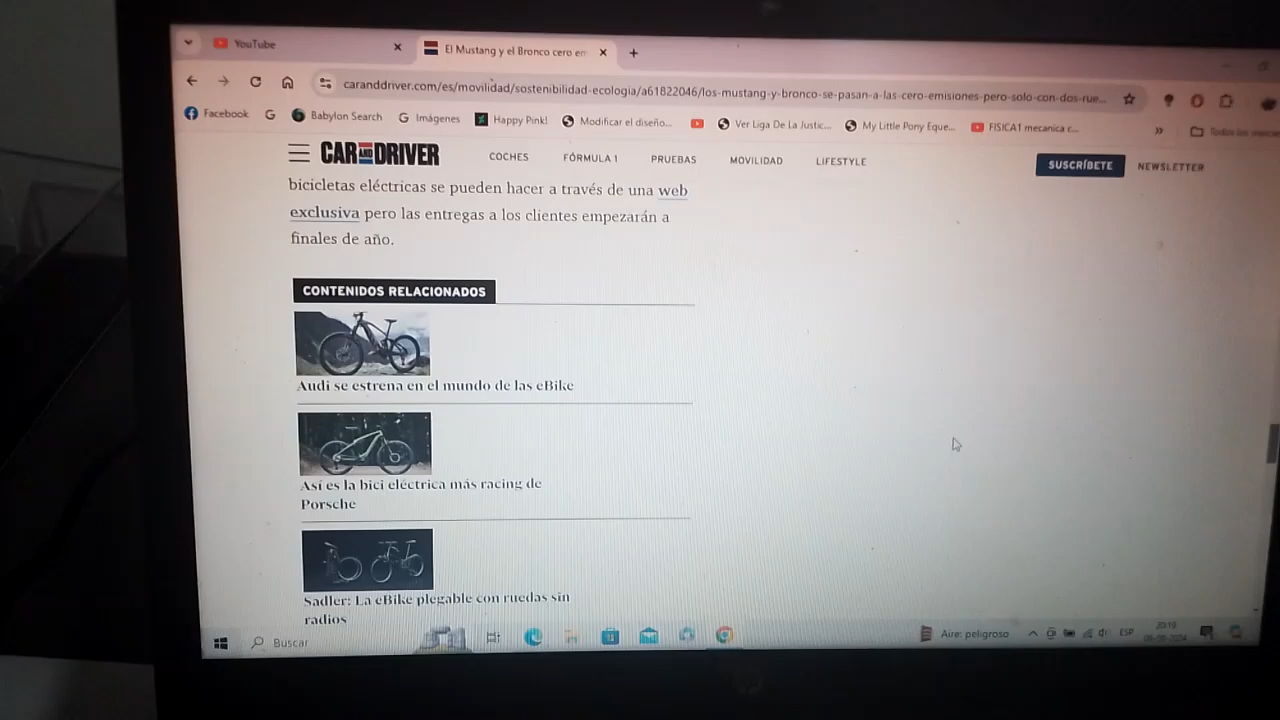 YouTube
El Mustang y el Bronco cero em
caranddriver.com/es/movilidad/sostenibilidad-ecologia/a61822046/los-mustang-y-bronco-se-pasan-a-las-cero-emisiones-pero-solo-con-dos-rue...
Facebook
Babylon Search
Imágenes
Happy Pink!
Modificar el diseño...
Ver Liga De La Justic...
My Little Pony Eque...
FISICA1 mecanica c...
»
CAR AND DRIVER
COCHES
FÓRMULA 1
PRUEBAS
MOVILIDAD
LIFESTYLE
SUSCRÍBETE
NEWSLETTER
bicicletas eléctricas se pueden hacer a través de una web
exclusiva pero las entregas a los clientes empezarán a
finales de año.
CONTENIDOS RELACIONADOS
Audi se estrena en el mundo de las eBike
Así es la bici eléctrica más racing de
Porsche
Sadler: La eBike plegable con ruedas sin
radios
Buscar
Aire: peligroso
ESP